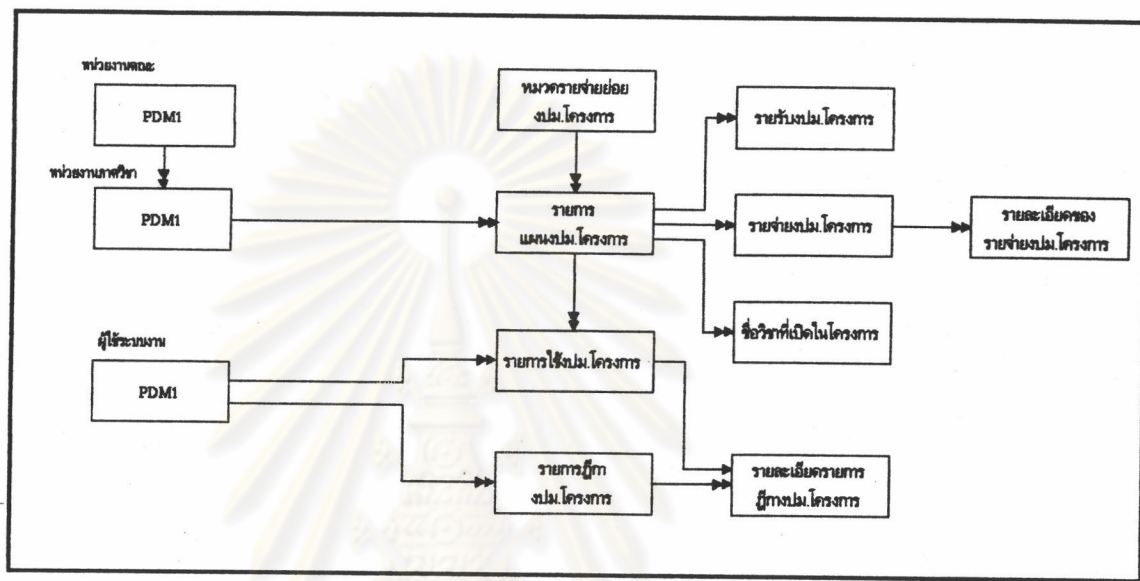 หน่วยงานคณะ
PDM1
หน่วยงานภาควิชา
PDM1
หมวดรายจ่ายย่อย
งปม.โครงการ
รายการ
แผนงปม.โครงการ
รายรับงปม.โครงการ
รายจ่ายงปม.โครงการ
รายละเอียดของ
รายจ่ายงปม.โครงการ
ชื่อวิชาที่เปิดในโครงการ
ผู้ใช้ระบบงาน
PDM1
รายการใช้งปม.โครงการ
รายการฎีกา
งปม.โครงการ
รายละเอียดรายการ
ฎีกางปม.โครงการ